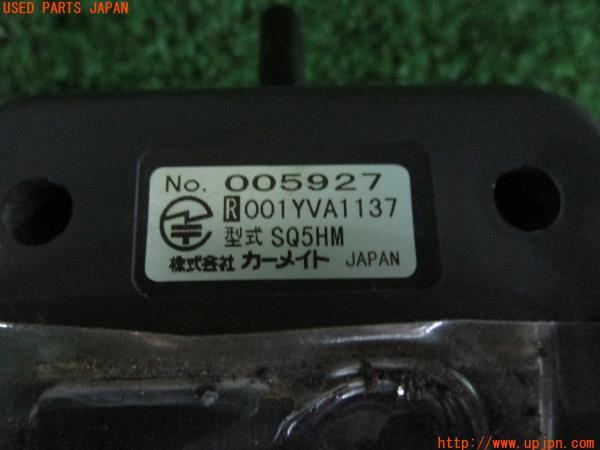 USED PARTS JAPAN
No. 005927
R 001YVA1137
型式 SQ5HM
株式会社 カーメイト JAPAN
http://www.upjpn.com/